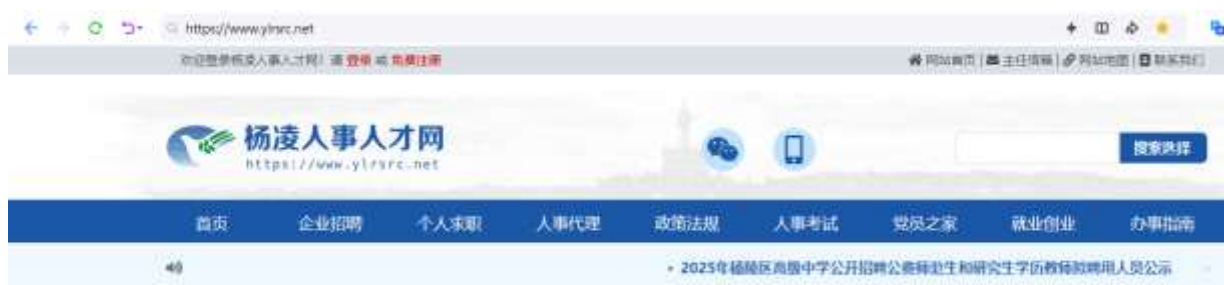 https://www.ylrsrc.net
欢迎登录杨凌人事人才网！请 登录 或 免费注册
网站首页 | 主任信箱 | 网站地图 | 联系我们
杨凌人事人才网
https://www.ylrsrc.net
搜索选择
首页 企业招聘 个人求职 人事代理 政策法规 人事考试 党员之家 就业创业 办事指南
2025年杨陵区高级中学公开招聘公费师范生和研究生学历教师拟聘用人员公示